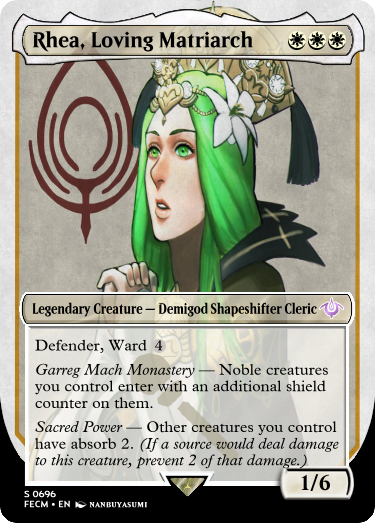 Rhea, Loving Matriarch
Legendary Creature — Demigod Shapeshifter Cleric
Defender, Ward 4
Garreg Mach Monastery — Noble creatures
you control enter with an additional shield
counter on them.
Sacred Power — Other creatures you control
have absorb 2. (If a source would deal damage
to this creature, prevent 2 of that damage.)
1/6
S 0696
FECM • EN NANBUYASUMI